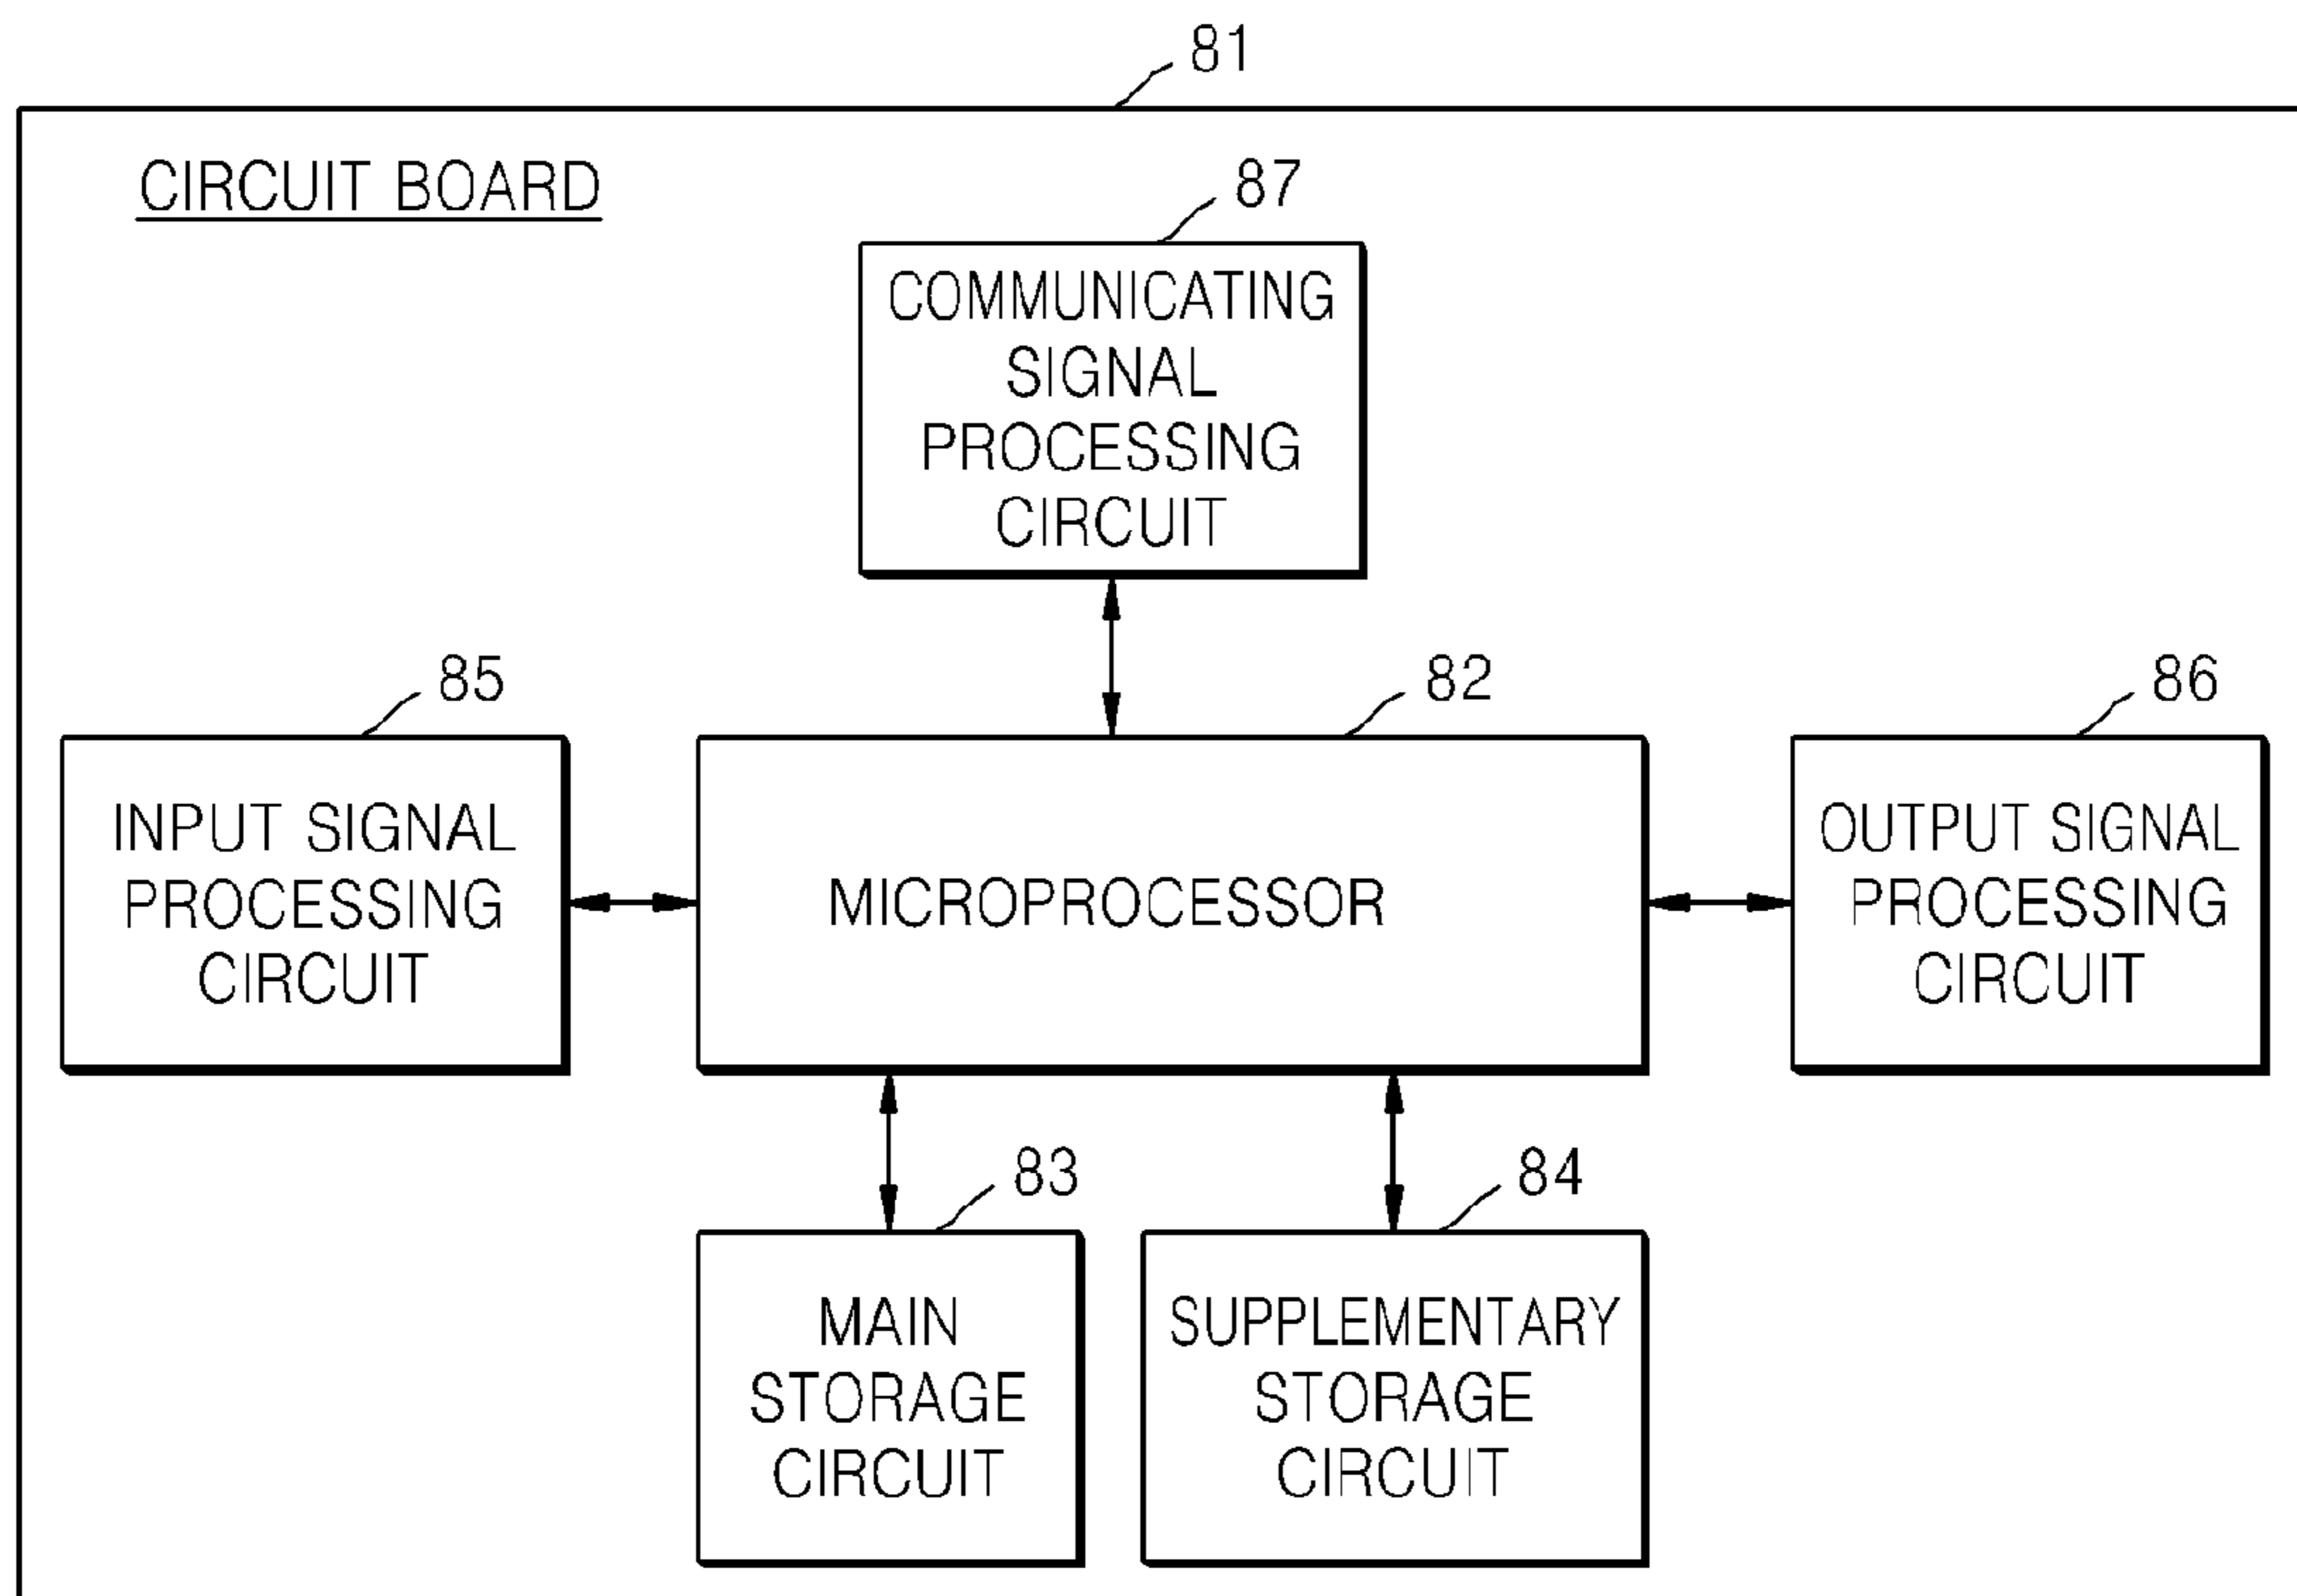 81
CIRCUIT BOARD
87
COMMUNICATING
SIGNAL
PROCESSING
CIRCUIT
85
INPUT SIGNAL
PROCESSING
CIRCUIT
82
MICROPROCESSOR
86
OUTPUT SIGNAL
PROCESSING
CIRCUIT
83
MAIN
STORAGE
CIRCUIT
84
SUPPLEMENTARY
STORAGE
CIRCUIT